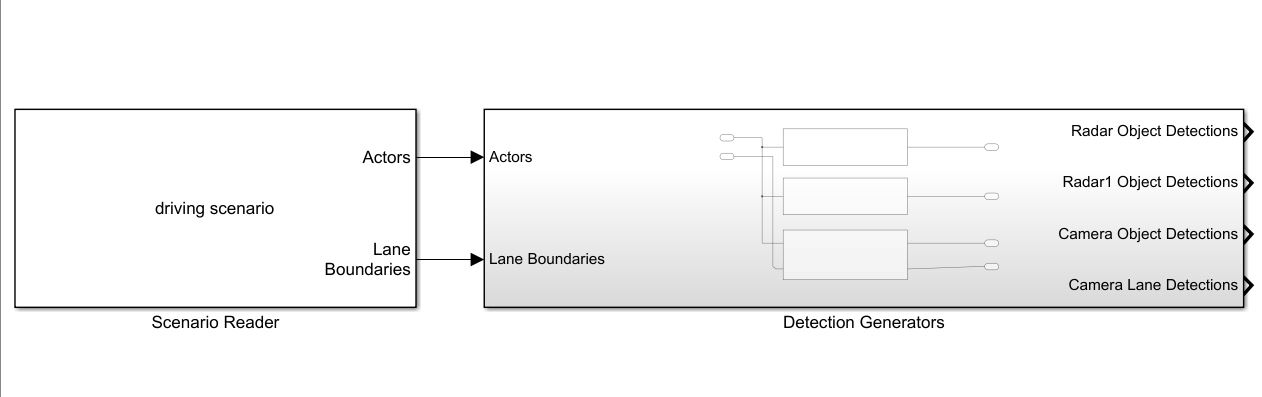 driving scenario
Actors
Lane
Boundaries
Scenario Reader
Actors
Lane Boundaries
Radar Object Detections
Radar1 Object Detections
Camera Object Detections
Camera Lane Detections
Detection Generators